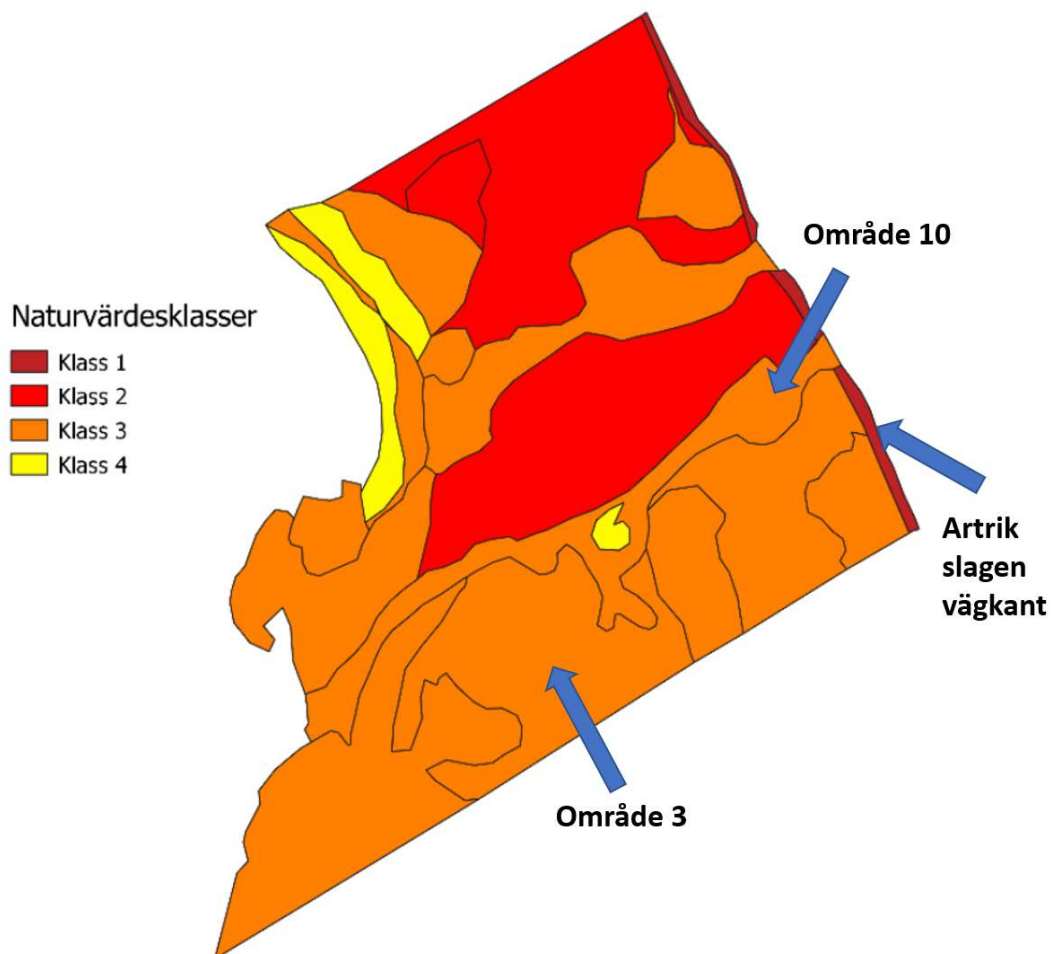 Område 10
Naturvärdesklasser
Klass 1
Klass 2
Klass 3
Klass 4
Artrik
slagen
vägkant
Område 3